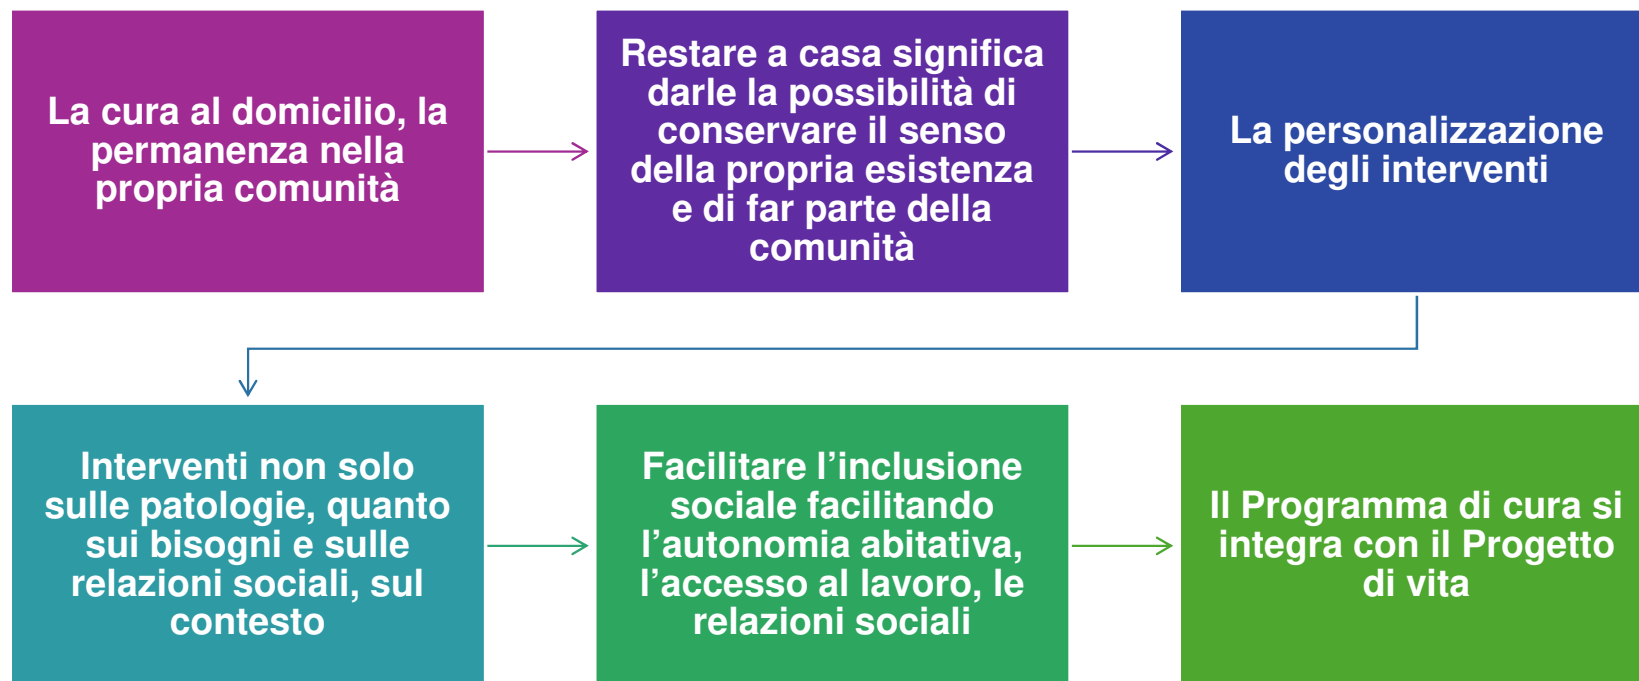 La cura al domicilio, la
permanenza nella
propria comunità
Restare a casa significa
darle la possibilità di
conservare il senso
della propria esistenza
e di far parte della
comunità
La personalizzazione
degli interventi
Interventi non solo
sulle patologie, quanto
sui bisogni e sulle
relazioni sociali, sul
contesto
Facilitare l’inclusione
sociale facilitando
l’autonomia abitativa,
l’accesso al lavoro, le
relazioni sociali
Il Programma di cura si
integra con il Progetto
di vita